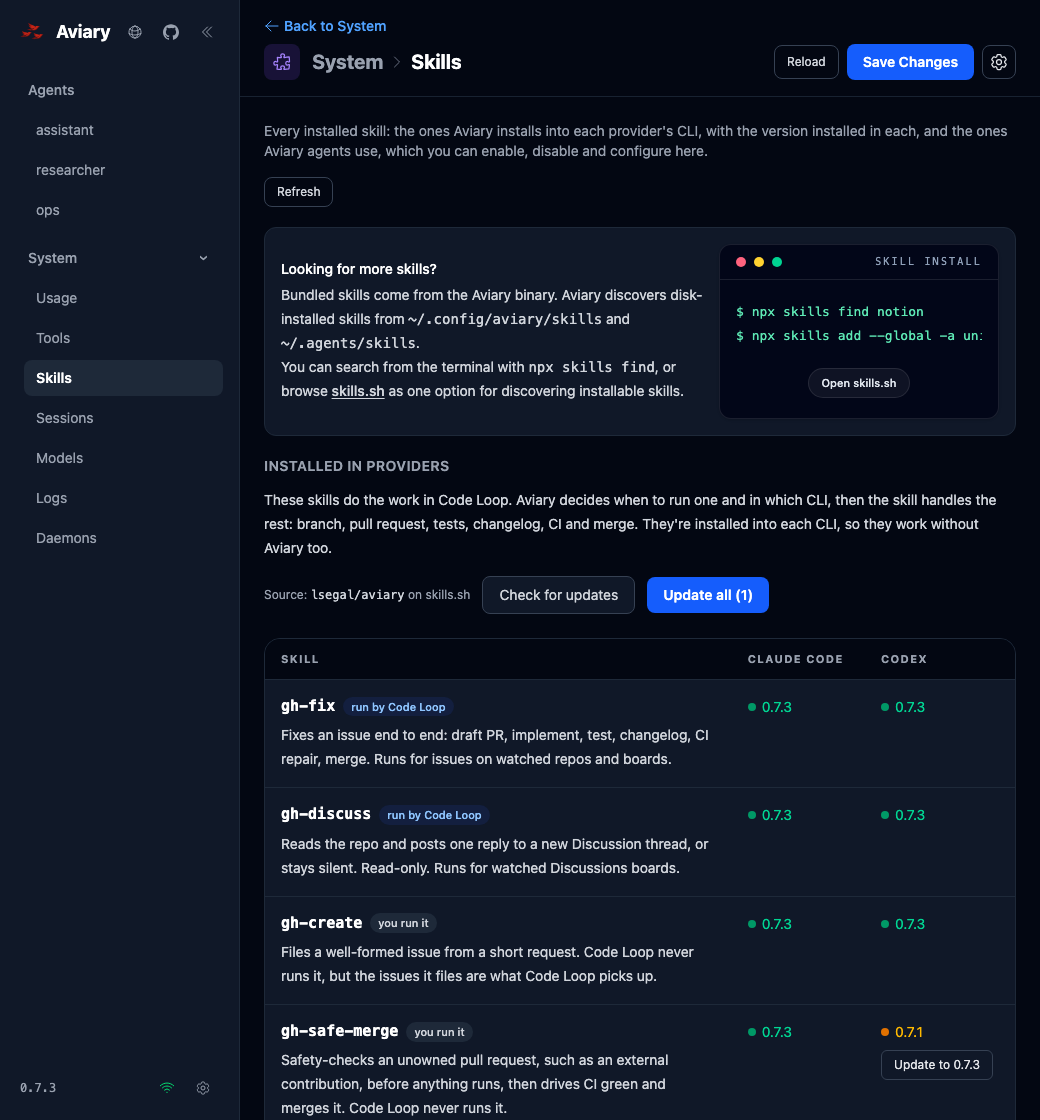 Aviary
← Back to System
System > Skills
Reload
Save Changes
Agents
assistant
researcher
ops
System
Usage
Tools
Skills
Sessions
Models
Logs
Daemons
0.7.3
Every installed skill: the ones Aviary installs into each provider's CLI, with the version installed in each, and the ones
Aviary agents use, which you can enable, disable and configure here.
Refresh
Looking for more skills?
Bundled skills come from the Aviary binary. Aviary discovers disk-
installed skills from ~/.config/aviary/skills and
~/.agents/skills.
You can search from the terminal with npx skills find, or
browse skills.sh as one option for discovering installable skills.
SKILL INSTALL
$ npx skills find notion
$ npx skills add --global -a uni
Open skills.sh
INSTALLED IN PROVIDERS
These skills do the work in Code Loop. Aviary decides when to run one and in which CLI, then the skill handles the
rest: branch, pull request, tests, changelog, CI and merge. They're installed into each CLI, so they work without
Aviary too.
Source: lsegal/aviary on skills.sh
Check for updates
Update all (1)
SKILL CLAUDE CODE CODEX
gh-fix run by Code Loop 0.7.3 0.7.3
Fixes an issue end to end: draft PR, implement, test, changelog, CI
repair, merge. Runs for issues on watched repos and boards.
gh-discuss run by Code Loop 0.7.3 0.7.3
Reads the repo and posts one reply to a new Discussion thread, or
stays silent. Read-only. Runs for watched Discussions boards.
gh-create you run it 0.7.3 0.7.3
Files a well-formed issue from a short request. Code Loop never
runs it, but the issues it files are what Code Loop picks up.
gh-safe-merge you run it 0.7.3 0.7.1
Update to 0.7.3
Safety-checks an unowned pull request, such as an external
contribution, before anything runs, then drives CI green and
merges it. Code Loop never runs it.